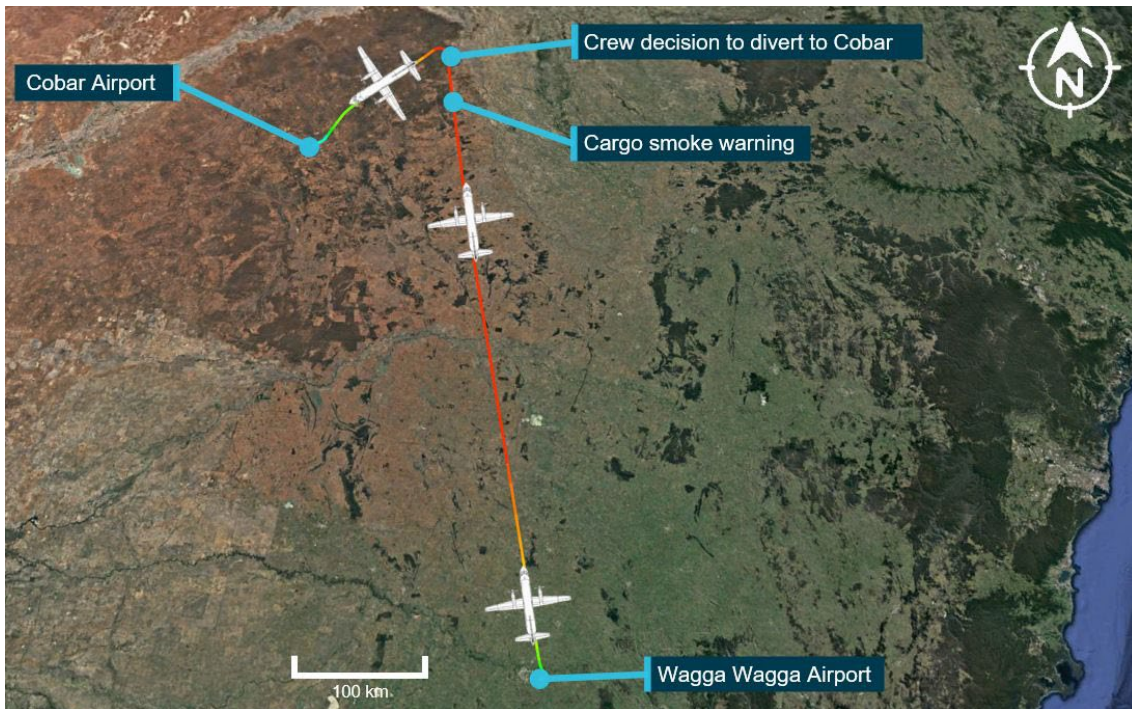 Crew decision to divert to Cobar
Cobar Airport
N
Cargo smoke warning
Wagga Wagga Airport
100 km